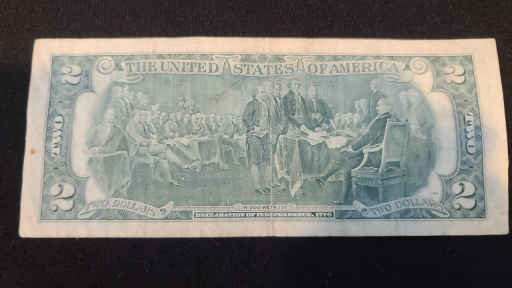 THE UNITED STATES OF AMERICA
2
2
TWO
TWO
2
2
TWO DOLLARS
TWO DOLLARS
DECLARATION OF INDEPENDENCE, 1776